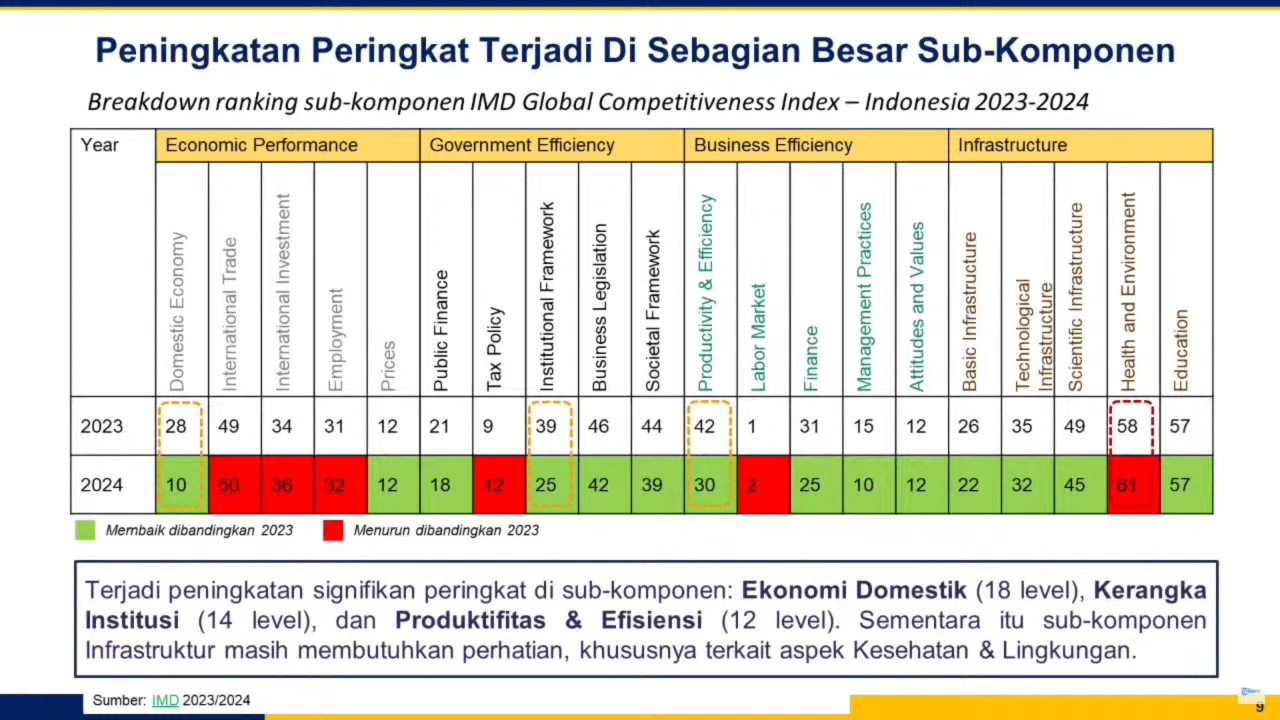 Peningkatan Peringkat Terjadi Di Sebagian Besar Sub-Komponen
Breakdown ranking sub-komponen IMD Global Competitiveness Index – Indonesia 2023-2024
Year Economic Performance Government Efficiency Business Efficiency Infrastructure
Domestic Economy
International Trade
International Investment
Employment
Prices
Public Finance
Tax Policy
Institutional Framework
Business Legislation
Societal Framework
Productivity & Efficiency
Labor Market
Finance
Management Practices
Attitudes and Values
Basic Infrastructure
Technological
Infrastructure
Scientific Infrastructure
Health and Environment
Education
2023 28 49 34 31 12 21 9 39 46 44 42 1 31 15 12 26 35 49 58 57
2024 10 50 36 32 12 18 12 25 42 39 30 2 25 10 12 22 32 45 61 57
Membaik dibandingkan 2023 Menurun dibandingkan 2023
Terjadi peningkatan signifikan peringkat di sub-komponen: Ekonomi Domestik (18 level), Kerangka
Institusi (14 level), dan Produktifitas & Efisiensi (12 level). Sementara itu sub-komponen
Infrastruktur masih membutuhkan perhatian, khususnya terkait aspek Kesehatan & Lingkungan.
Sumber: IMD 2023/2024
9